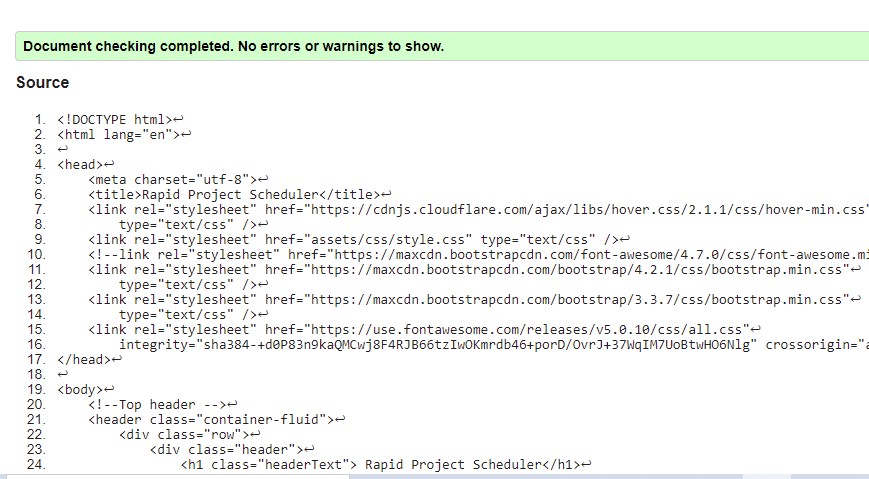 Document checking completed. No errors or warnings to show.
Source
1. <!DOCTYPE html>↩
2. <html lang="en">↩
3. ↩
4. <head>↩
5. <meta charset="utf-8">↩
6. <title>Rapid Project Scheduler</title>↩
7. <link rel="stylesheet" href="https://cdnjs.cloudflare.com/ajax/libs/hover.css/2.1.1/css/hover-min.css"
8. type="text/css" />↩
9. <link rel="stylesheet" href="assets/css/style.css" type="text/css" />↩
10. <!--link rel="stylesheet" href="https://maxcdn.bootstrapcdn.com/font-awesome/4.7.0/css/font-awesome.mi
11. <link rel="stylesheet" href="https://maxcdn.bootstrapcdn.com/bootstrap/4.2.1/css/bootstrap.min.css"↩
12. type="text/css" />↩
13. <link rel="stylesheet" href="https://maxcdn.bootstrapcdn.com/bootstrap/3.3.7/css/bootstrap.min.css"↩
14. type="text/css" />↩
15. <link rel="stylesheet" href="https://use.fontawesome.com/releases/v5.0.10/css/all.css"↩
16. integrity="sha384-+d0P83n9kaQMCwj8F4RJB66tzIwOKmrdb46+porD/OvrJ+37WqIM7UoBtwHO6Nlg" crossorigin="a
17. </head>↩
18. ↩
19. <body>↩
20. <!--Top header -->↩
21. <header class="container-fluid">↩
22. <div class="row">↩
23. <div class="header">↩
24. <h1 class="headerText"> Rapid Project Scheduler</h1>↩